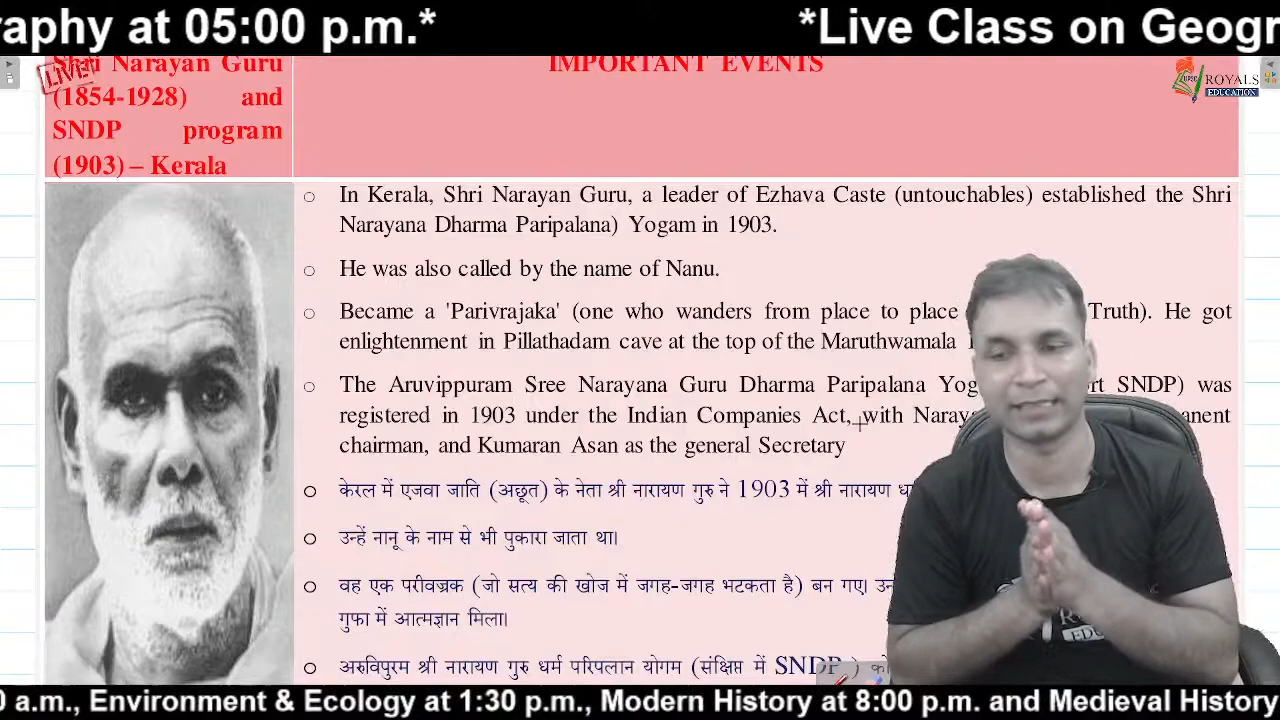 raphy at 05:00 p.m.* *Live Class on Geogr
LIVE
Shri Narayan Guru
(1854-1928) and
SNDP program
(1903) – Kerala
IMPORTANT EVENTS
ROYALS
EDUCATION
In Kerala, Shri Narayan Guru, a leader of Ezhava Caste (untouchables) established the Shri
Narayana Dharma Paripalana) Yogam in 1903.
He was also called by the name of Nanu.
Became a 'Parivrajaka' (one who wanders from place to place Truth). He got
enlightenment in Pillathadam cave at the top of the Maruthwamala
The Aruvippuram Sree Narayana Guru Dharma Paripalana Yog SNDP) was
registered in 1903 under the Indian Companies Act, with Naray
chairman, and Kumaran Asan as the general Secretary
केरल में एजवा जाति (अछूत) के नेता श्री नारायण गुरु ने 1903 में श्री नारायण ध
उन्हें नानू के नाम से भी पुकारा जाता था।
वह एक परीवज्रक (जो सत्य की खोज में जगह-जगह भटकता है) बन गए। उन
गुफा में आत्मज्ञान मिला।
अरुविपुरम श्री नारायण गुरु धर्म परिपलान योगम (संक्षिप्त में SNDP ) को
0 a.m., Environment & Ecology at 1:30 p.m., Modern History at 8:00 p.m. and Medieval History